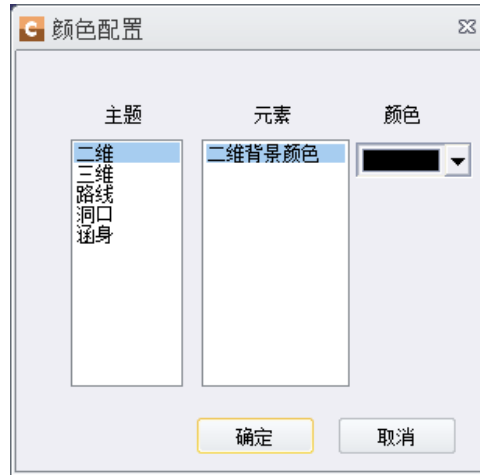 颜色配置
主题 元素 颜色
二维 二维背景颜色
三维
路线
洞口
涵身
确定 取消